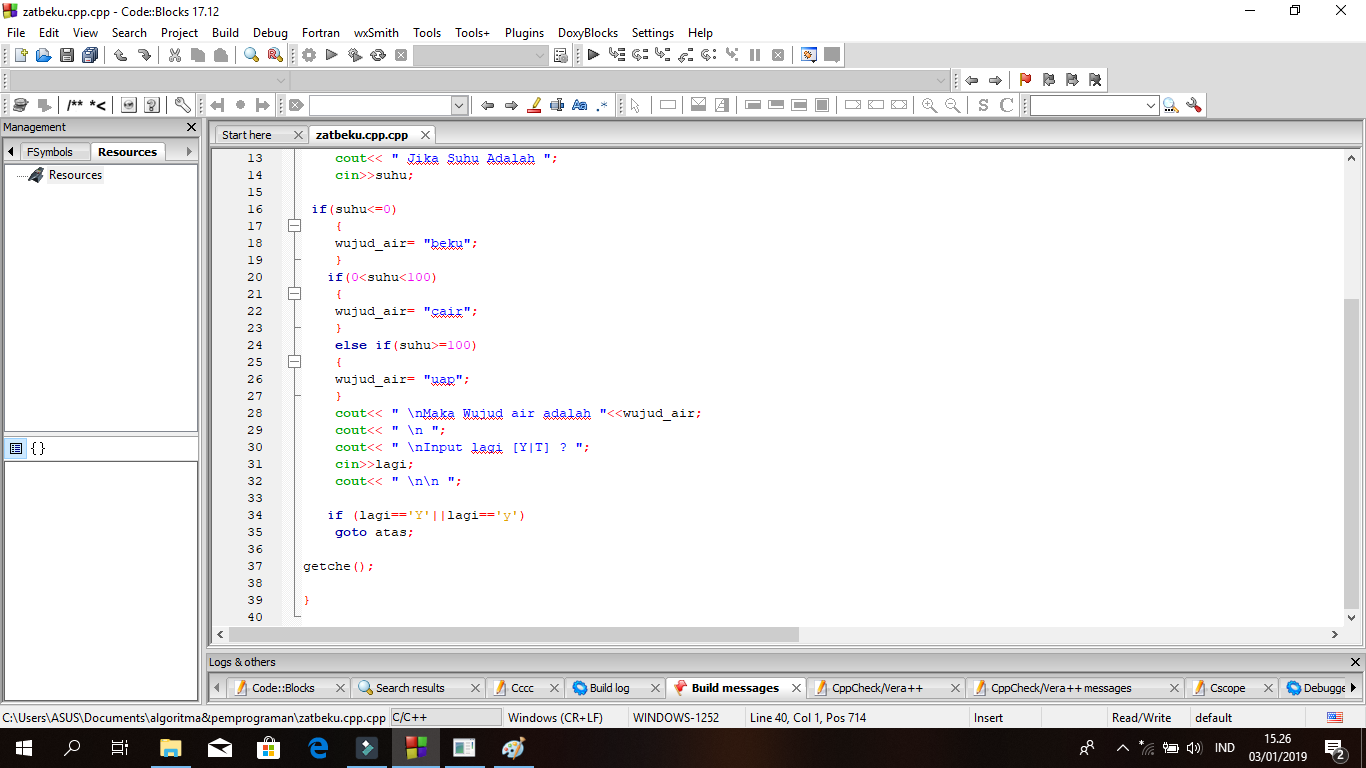 zatbeku.cpp.cpp - Code::Blocks 17.12
File Edit View Search Project Build Debug Fortran wxSmith Tools Tools+ Plugins DoxyBlocks Settings Help
/** *<
Aa .*
S C
Management
Start here zatbeku.cpp.cpp
FSymbols Resources
Resources
{}
13 cout<< " Jika Suhu Adalah ";
14 cin>>suhu;
15
16 if(suhu<=0)
17 {
18 wujud_air= "beku";
19 }
20 if(0<suhu<100)
21 {
22 wujud_air= "cair";
23 }
24 else if(suhu>=100)
25 {
26 wujud_air= "uap";
27 }
28 cout<< " \nMaka Wujud air adalah "<<wujud_air;
29 cout<< " \n ";
30 cout<< " \nInput lagi [Y|T] ? ";
31 cin>>lagi;
32 cout<< " \n\n ";
33
34 if (lagi=='Y'||lagi=='y')
35 goto atas;
36
37 getche();
38
39 }
40
Logs & others
Code::Blocks Search results Cccc Build log Build messages CppCheck/Vera++ CppCheck/Vera++ messages Cscope Debugge
C:\Users\ASUS\Documents\algoritma&pemprograman\zatbeku.cpp.cpp C/C++ Windows (CR+LF) WINDOWS-1252 Line 40, Col 1, Pos 714 Insert Read/Write default
IND
15.26
03/01/2019
2